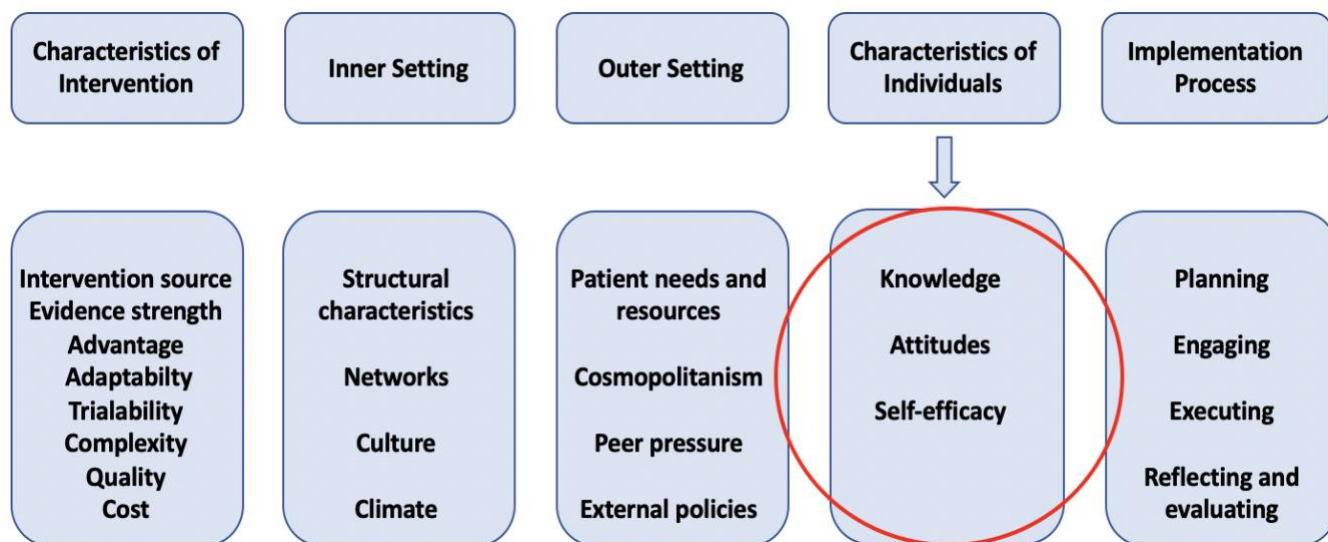 Characteristics of
Intervention
Inner Setting
Outer Setting
Characteristics of
Individuals
Implementation
Process
Intervention source
Evidence strength
Advantage
Adaptabilty
Trialability
Complexity
Quality
Cost
Structural
characteristics
Networks
Culture
Climate
Patient needs and
resources
Cosmopolitanism
Peer pressure
External policies
Knowledge
Attitudes
Self-efficacy
Planning
Engaging
Executing
Reflecting and
evaluating